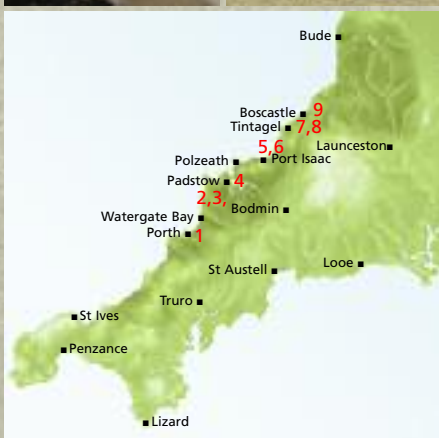 Bude
Boscastle 9
Tintagel 7,8
Launceston
5,6
Port Isaac
Polzeath
Padstow 4
2,3,
Bodmin
Watergate Bay
Porth 1
St Austell
Looe
Truro
St Ives
Penzance
Lizard